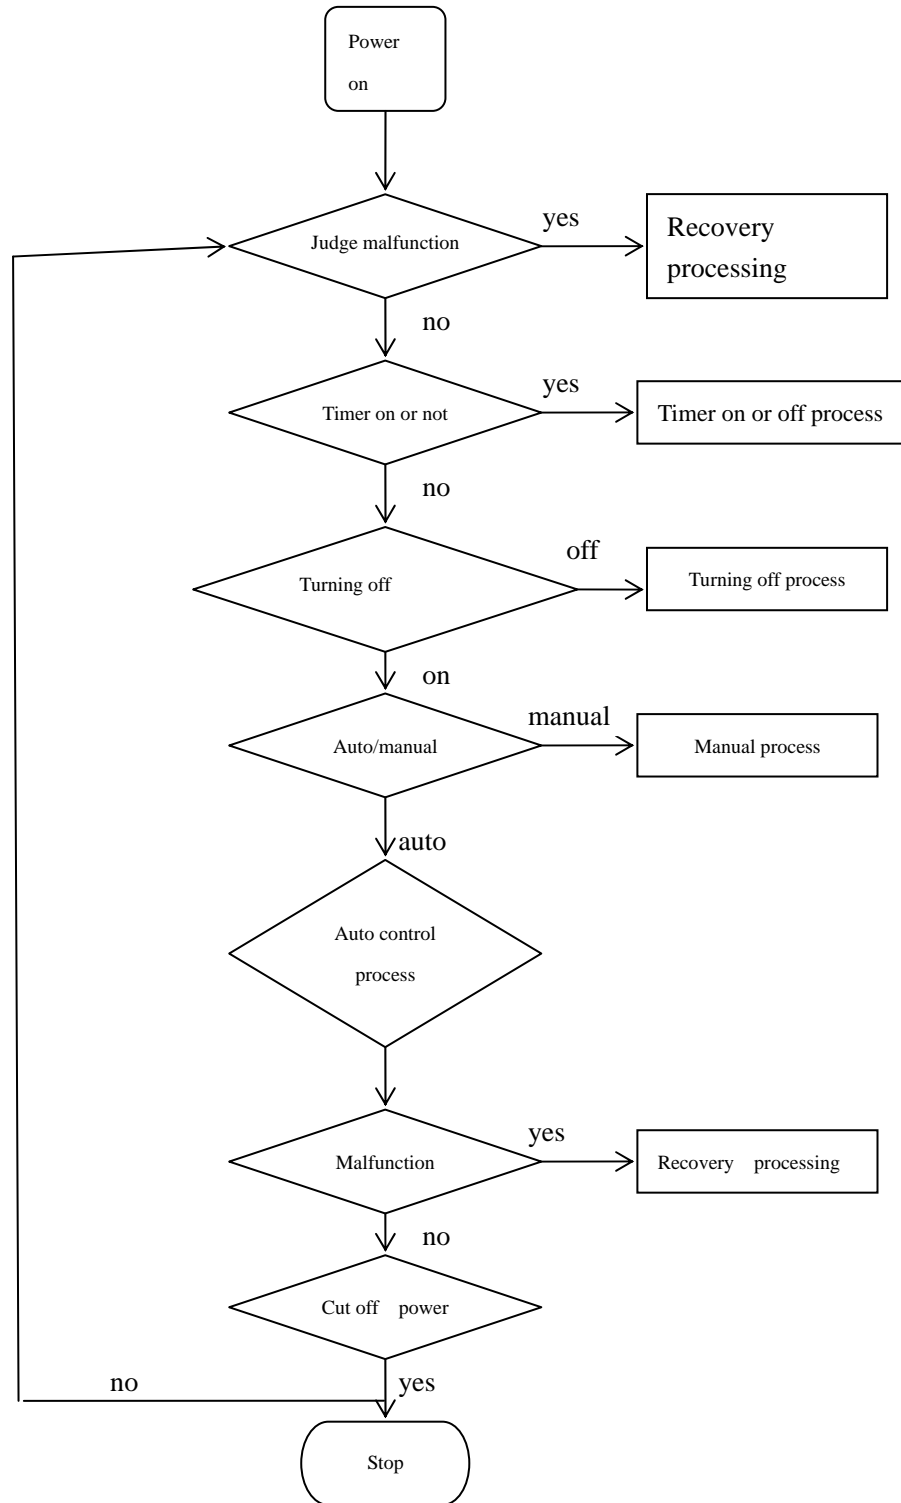 Power
on
Judge malfunction
yes
Recovery
processing
no
Timer on or not
yes
Timer on or off process
no
Turning off
off
Turning off process
on
Auto/manual
manual
Manual process
auto
Auto control
process
Malfunction
yes
Recovery processing
no
Cut off power
no
yes
Stop